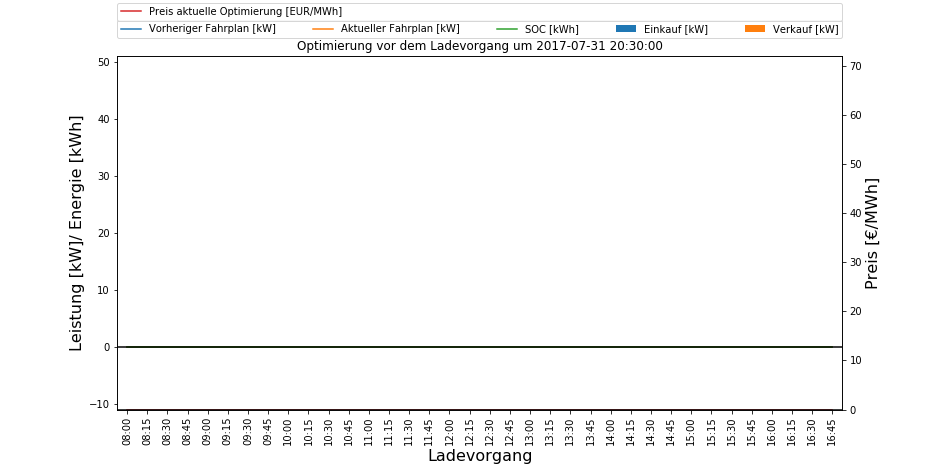 Preis aktuelle Optimierung [EUR/MWh]
Vorheriger Fahrplan [kW] Aktueller Fahrplan [kW] SOC [kWh] Einkauf [kW] Verkauf [kW]
Optimierung vor dem Ladevorgang um 2017-07-31 20:30:00
Leistung [kW]/ Energie [kWh]
50
40
30
20
10
0
−10
70
60
50
40
30
20
10
0
Preis [€/MWh]
08:00 08:15 08:30 08:45 09:00 09:15 09:30 09:45 10:00 10:15 10:30 10:45 11:00 11:15 11:30 11:45 12:00 12:15 12:30 12:45 13:00 13:15 13:30 13:45 14:00 14:15 14:30 14:45 15:00 15:15 15:30 15:45 16:00 16:15 16:30 16:45
Ladevorgang